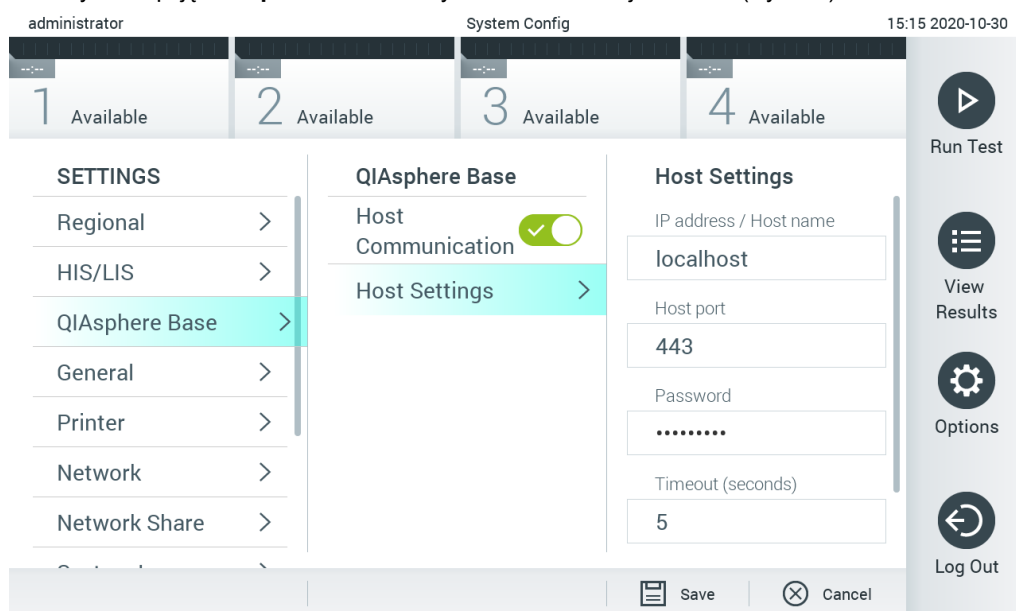 administrator System Config 15:15 2020-10-30
--:-- --:-- --:-- --:--
1 Available 2 Available 3 Available 4 Available
Run Test
SETTINGS
Regional
HIS/LIS
QIAsphere Base
General
Printer
Network
Network Share
QIAsphere Base
Host
Communication
Host Settings
Host Settings
IP address / Host name
localhost
Host port
443
Password
•••••••••
Timeout (seconds)
5
View
Results
Options
Log Out
Save Cancel